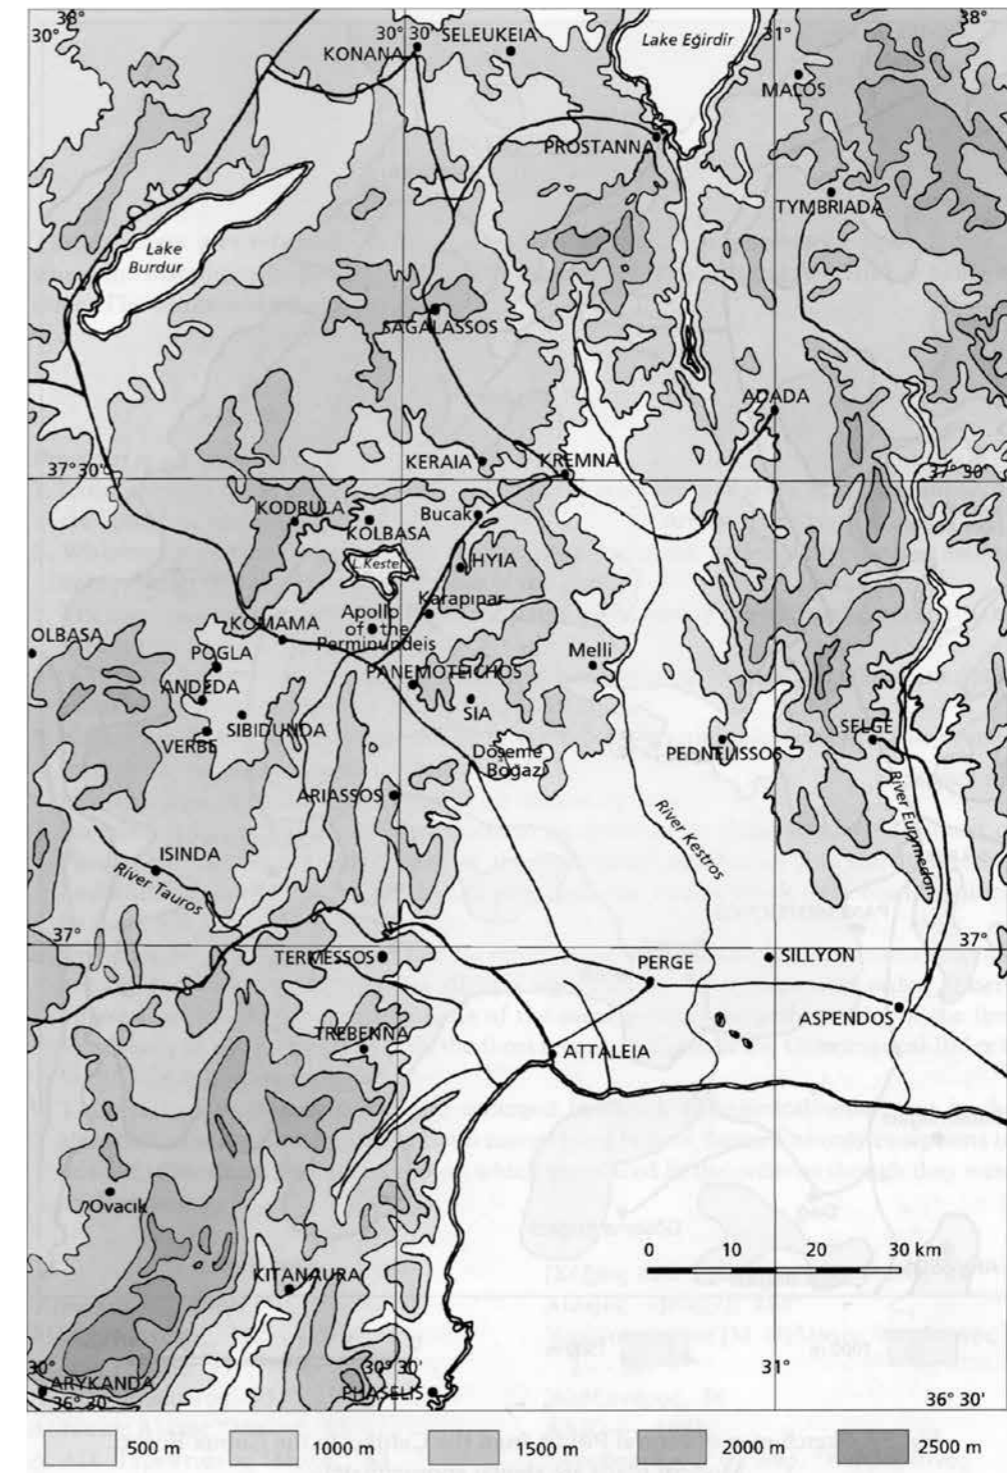 38°
30°
30° 30'
SELEUKEIA
KONANA
Lake Eğirdir
31°
38°
MALOS
PROSTANNA
TYMBRIADA
Lake
Burdur
SAGALASSOS
ADADA
KERAIA
KREMNA
37° 30'
37° 30'
KODRULA
Bucak
KOLBASA
L.Kestel
HYIA
Karapınar
Apollo
of the
Perminundeis
KOMAMA
OLBASA
POGLA
Melli
PANEMOTEICHOS
ANDEDA
SIA
SIBIDUNDA
VERBE
SELGE
PEDNELISSOS
Döşeme
Boğazı
ARIASSOS
River Kestros
River Eurymedon
ISINDA
River Tauros
37°
37°
TERMESSOS
PERGE
SILLYON
ASPENDOS
TREBENNA
ATTALEIA
Ovacık
0 10 20 30 km
KITANAURA
30°
30° 30'
31°
ARYKANDA
36° 30'
PHASELIS
36° 30'
500 m 1000 m 1500 m 2000 m 2500 m